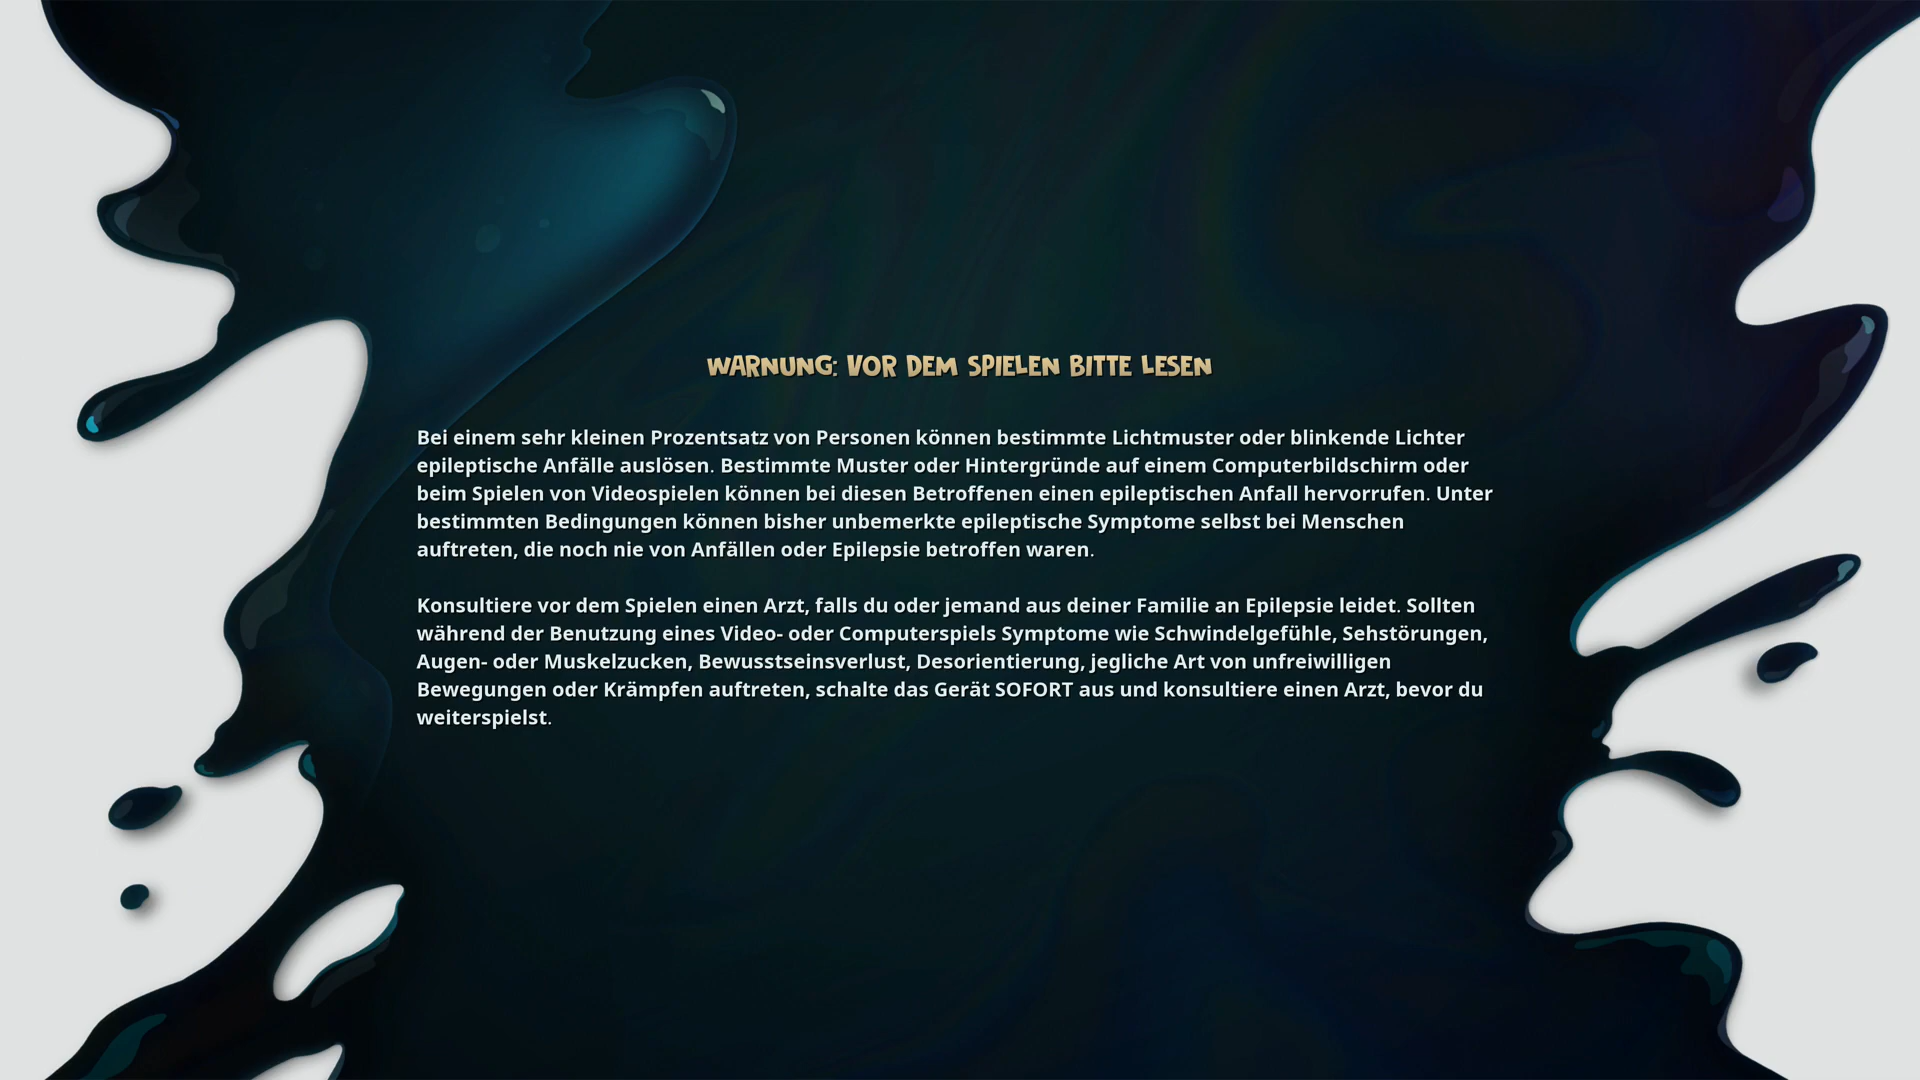 WARNUNG: VOR DEM SPIELEN BITTE LESEN
Bei einem sehr kleinen Prozentsatz von Personen können bestimmte Lichtmuster oder blinkende Lichter
epileptische Anfälle auslösen. Bestimmte Muster oder Hintergründe auf einem Computerbildschirm oder
beim Spielen von Videospielen können bei diesen Betroffenen einen epileptischen Anfall hervorrufen. Unter
bestimmten Bedingungen können bisher unbemerkte epileptische Symptome selbst bei Menschen
auftreten, die noch nie von Anfällen oder Epilepsie betroffen waren.
Konsultiere vor dem Spielen einen Arzt, falls du oder jemand aus deiner Familie an Epilepsie leidet. Sollten
während der Benutzung eines Video- oder Computerspiels Symptome wie Schwindelgefühle, Sehstörungen,
Augen- oder Muskelzucken, Bewusstseinsverlust, Desorientierung, jegliche Art von unfreiwilligen
Bewegungen oder Krämpfen auftreten, schalte das Gerät SOFORT aus und konsultiere einen Arzt, bevor du
weiterspielst.